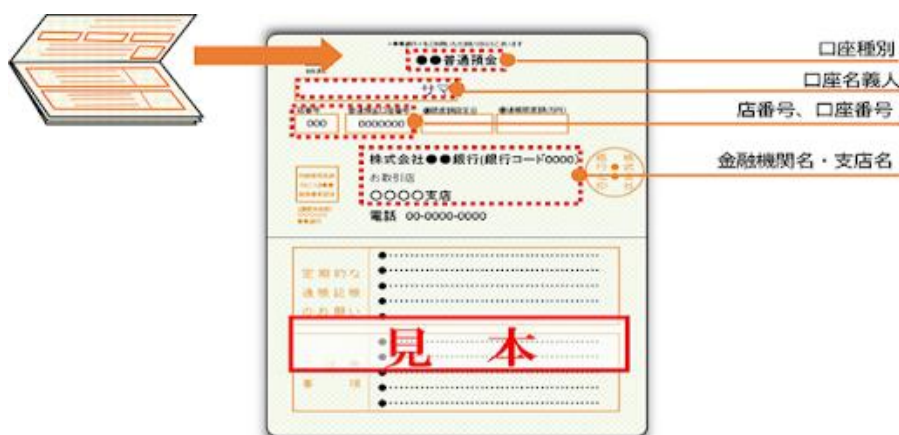 ●●普通預金
口座種別
サマ
口座名義人
店番号
000
0000000
店番号、口座番号
株式会社●●銀行(銀行コード0000)
お取引店
○○○○支店
電話 00-0000-0000
金融機関名・支店名
定期的な
通帳記帳
のお願い
見本